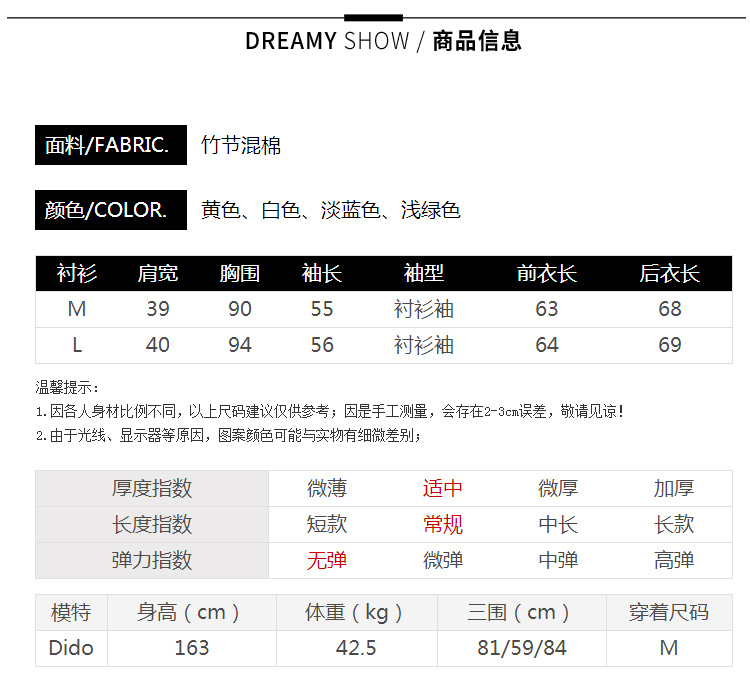 DREAMY SHOW / 商品信息
面料/FABRIC. 竹节混棉
颜色/COLOR. 黄色、白色、淡蓝色、浅绿色
衬衫 肩宽 胸围 袖长 袖型 前衣长 后衣长
M 39 90 55 衬衫袖 63 68
L 40 94 56 衬衫袖 64 69
温馨提示：
1.因各人身材比例不同，以上尺码建议仅供参考；因是手工测量，会存在2-3cm误差，敬请见谅！
2.由于光线、显示器等原因，图案颜色可能与实物有细微差别；
厚度指数 微薄 适中 微厚 加厚
长度指数 短款 常规 中长 长款
弹力指数 无弹 微弹 中弹 高弹
模特 身高（cm） 体重（kg） 三围（cm） 穿着尺码
Dido 163 42.5 81/59/84 M